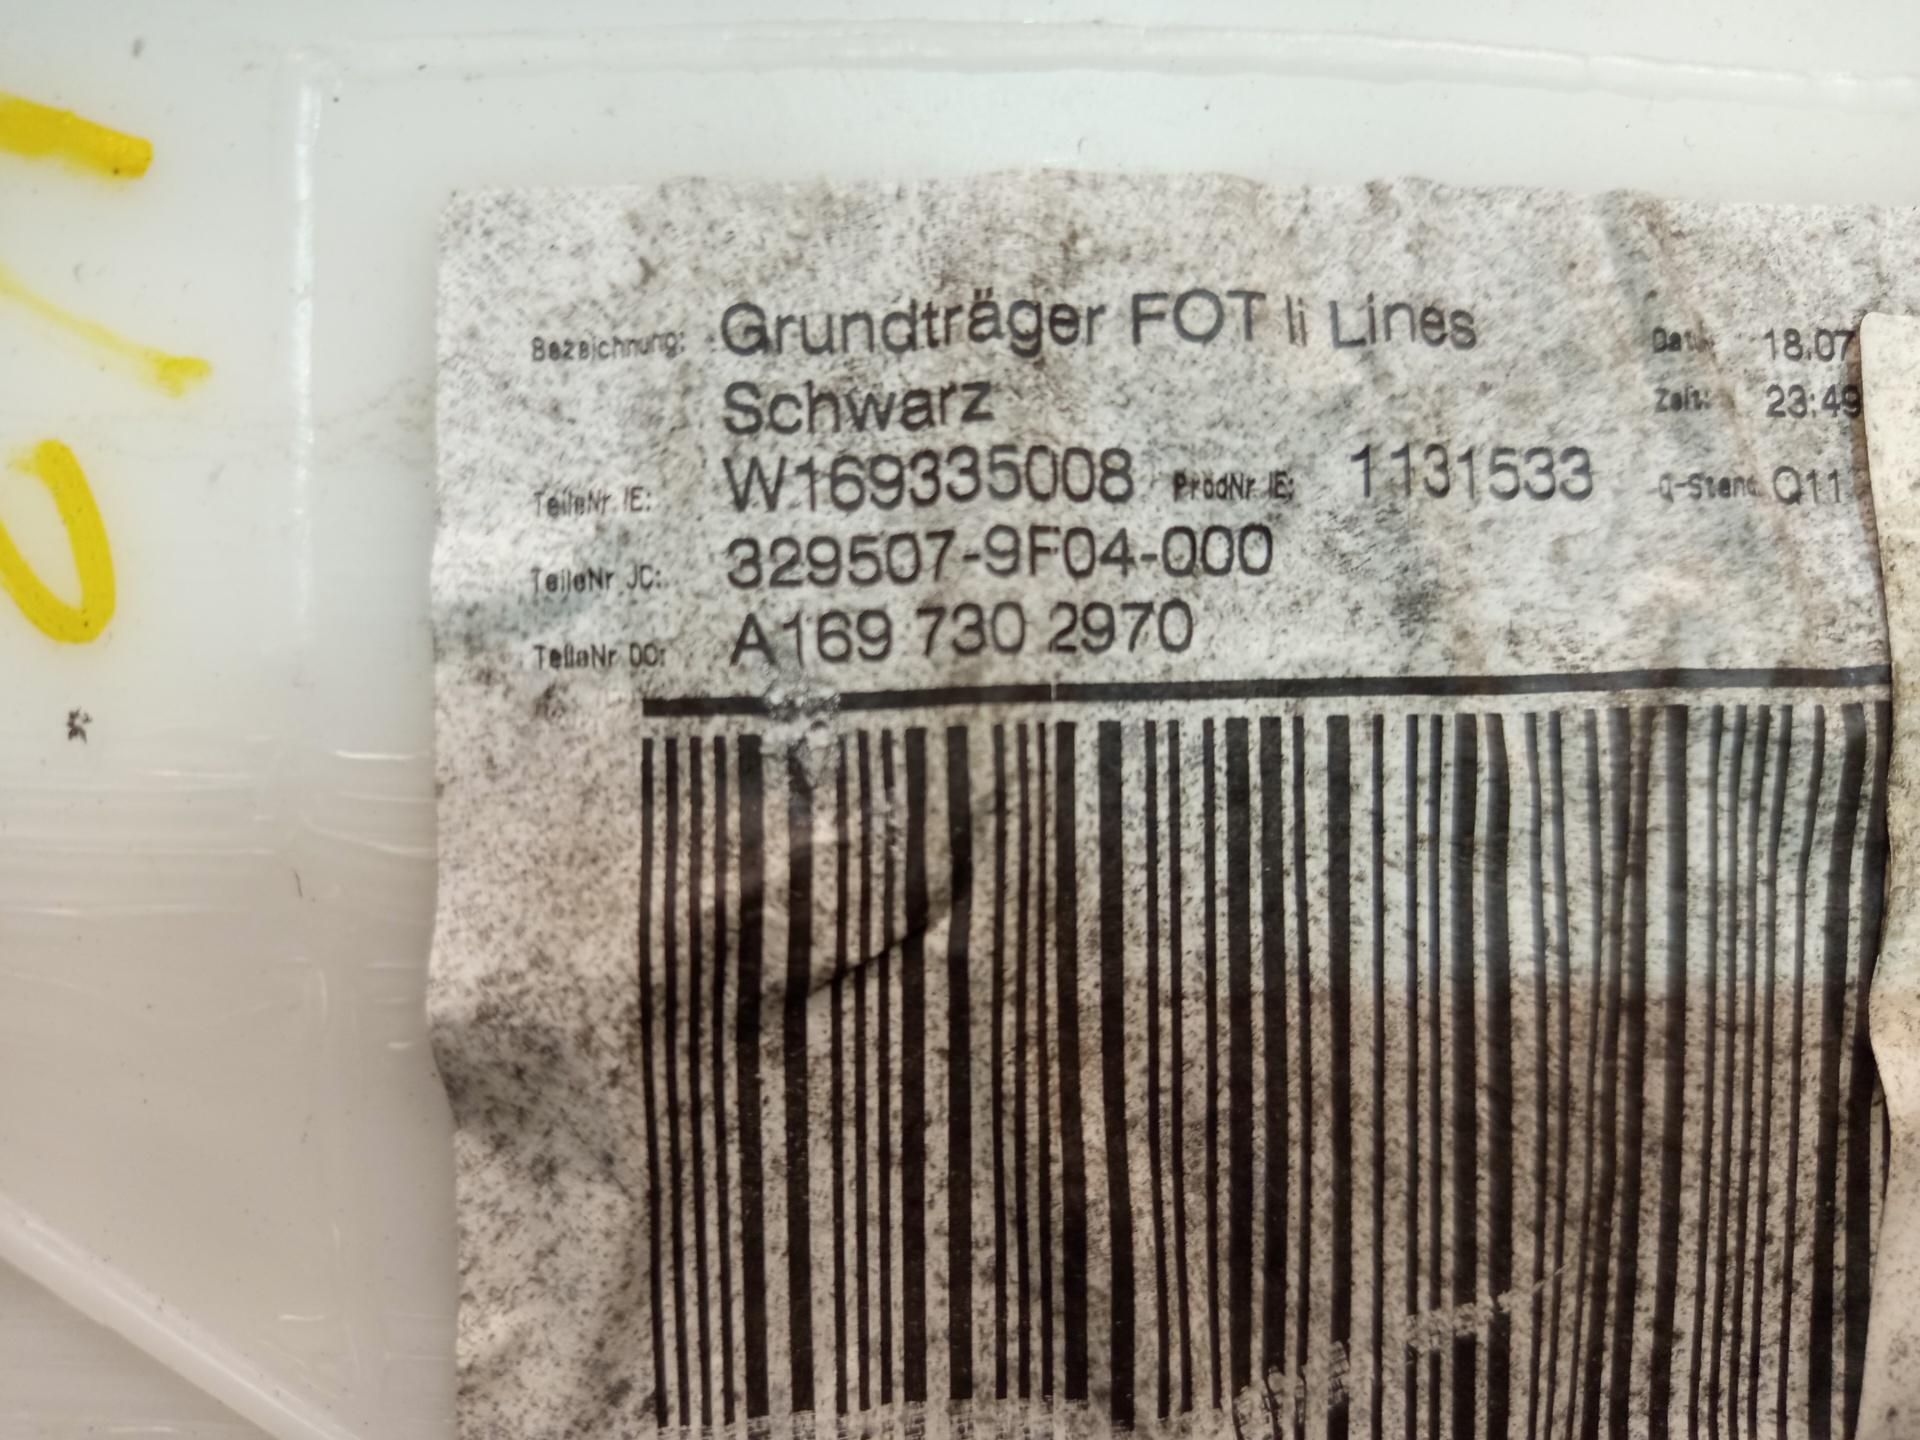 Bezeichnung: Grundträger FOT li Lines
Schwarz
Zeit: 18.07
23:49
TeileNr IE: W169335008 ProdNr IE: 1131533 Q-Stand Q11
TeileNr JC: 329507-9F04-000
TeileNr DC: A169 730 2970